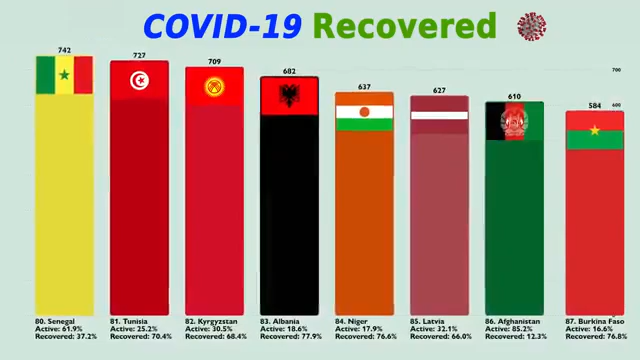 COVID-19 Recovered
742
727
709
682
637
627
610
584
700
600
80. Senegal
Active: 61.9%
Recovered: 37.2%
81. Tunisia
Active: 25.2%
Recovered: 70.4%
82. Kyrgyzstan
Active: 30.5%
Recovered: 68.4%
83. Albania
Active: 18.6%
Recovered: 77.9%
84. Niger
Active: 17.9%
Recovered: 76.6%
85. Latvia
Active: 32.1%
Recovered: 66.0%
86. Afghanistan
Active: 85.2%
Recovered: 12.3%
87. Burkina Faso
Active: 16.6%
Recovered: 76.8%